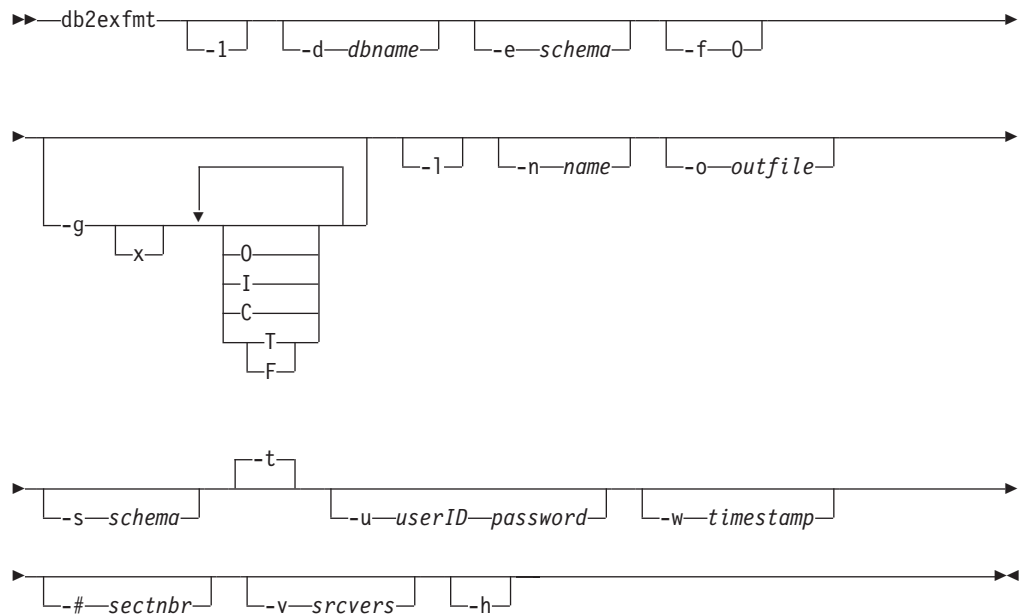 db2exfmt
-1 -d dbname -e schema -f O
-g x O I C T F -l -n name -o outfile
-t
-s schema -u userID password -w timestamp
-# sectnbr -v srcvers -h